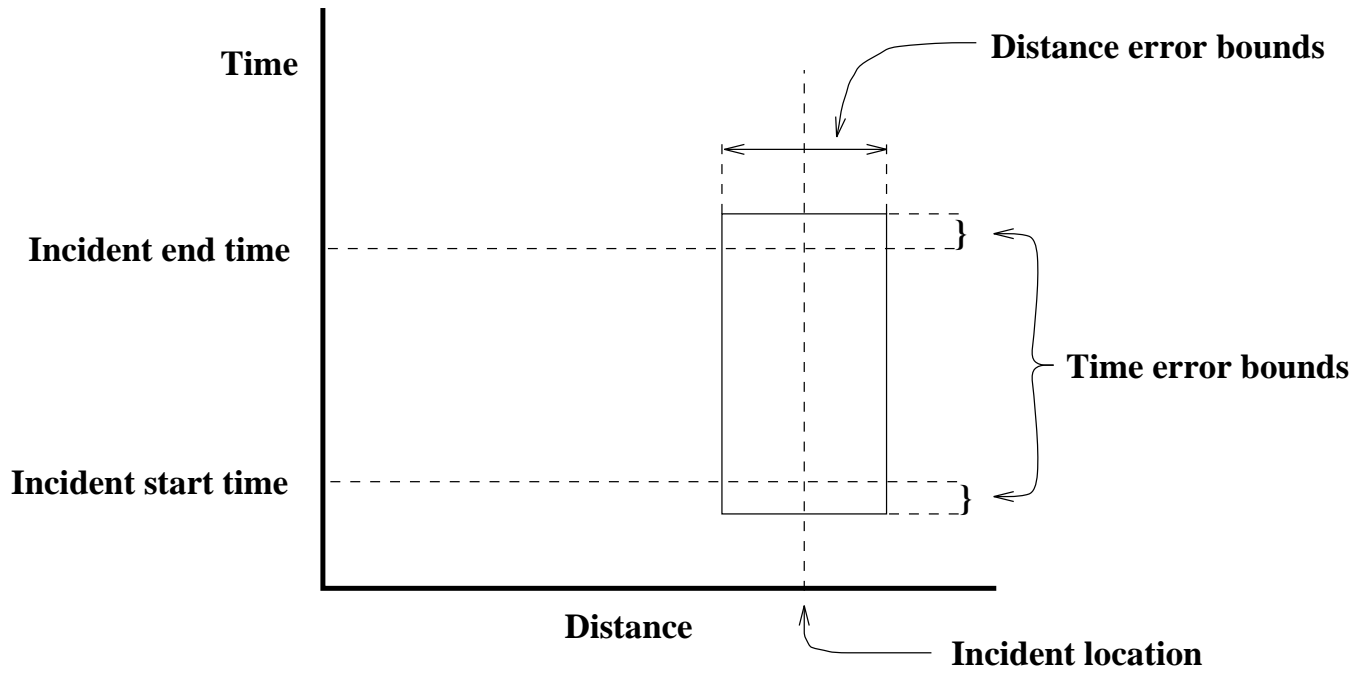 Distance error bounds
Time
Incident end time
}
Time error bounds
Incident start time
}
Distance
Incident location